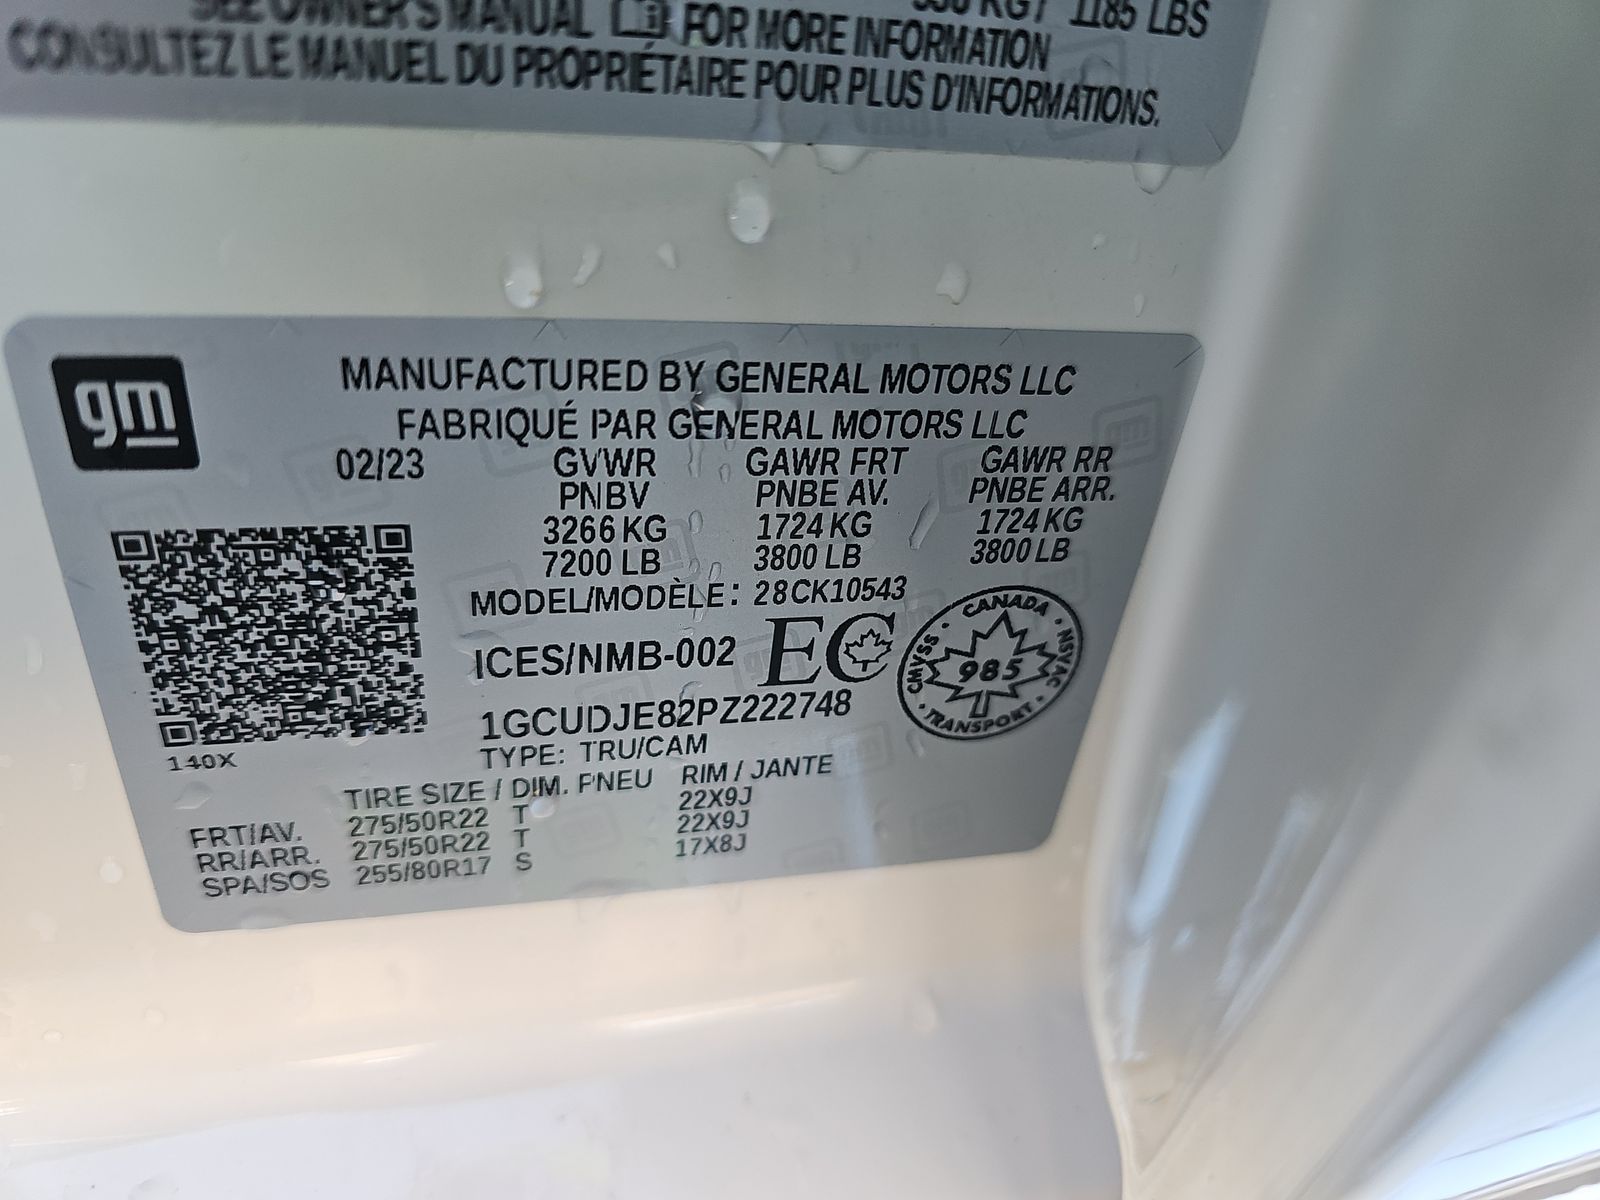 SEE OWNER'S MANUAL FOR MORE INFORMATION
1185 LBS
CONSULTEZ LE MANUEL DU PROPRIÉTAIRE POUR PLUS D'INFORMATIONS.
gm
MANUFACTURED BY GENERAL MOTORS LLC
FABRIQUÉ PAR GENERAL MOTORS LLC
02/23 GVWR GAWR FRT GAWR RR
PNBV PNBE AV. PNBE ARR.
3266 KG 1724 KG 1724 KG
7200 LB 3800 LB 3800 LB
MODEL/MODÈLE: 28CK10543
ICES/NMB-002 EC
CANADA
CMVSS 985 NSVAC
TRANSPORT
1GCUDJE82PZ222748
TYPE: TRU/CAM
140X
TIRE SIZE / DIM. PNEU RIM / JANTE
FRT/AV. 275/50R22 T 22X9J
RR/ARR. 275/50R22 T 22X9J
SPA/SOS 255/80R17 S 17X8J